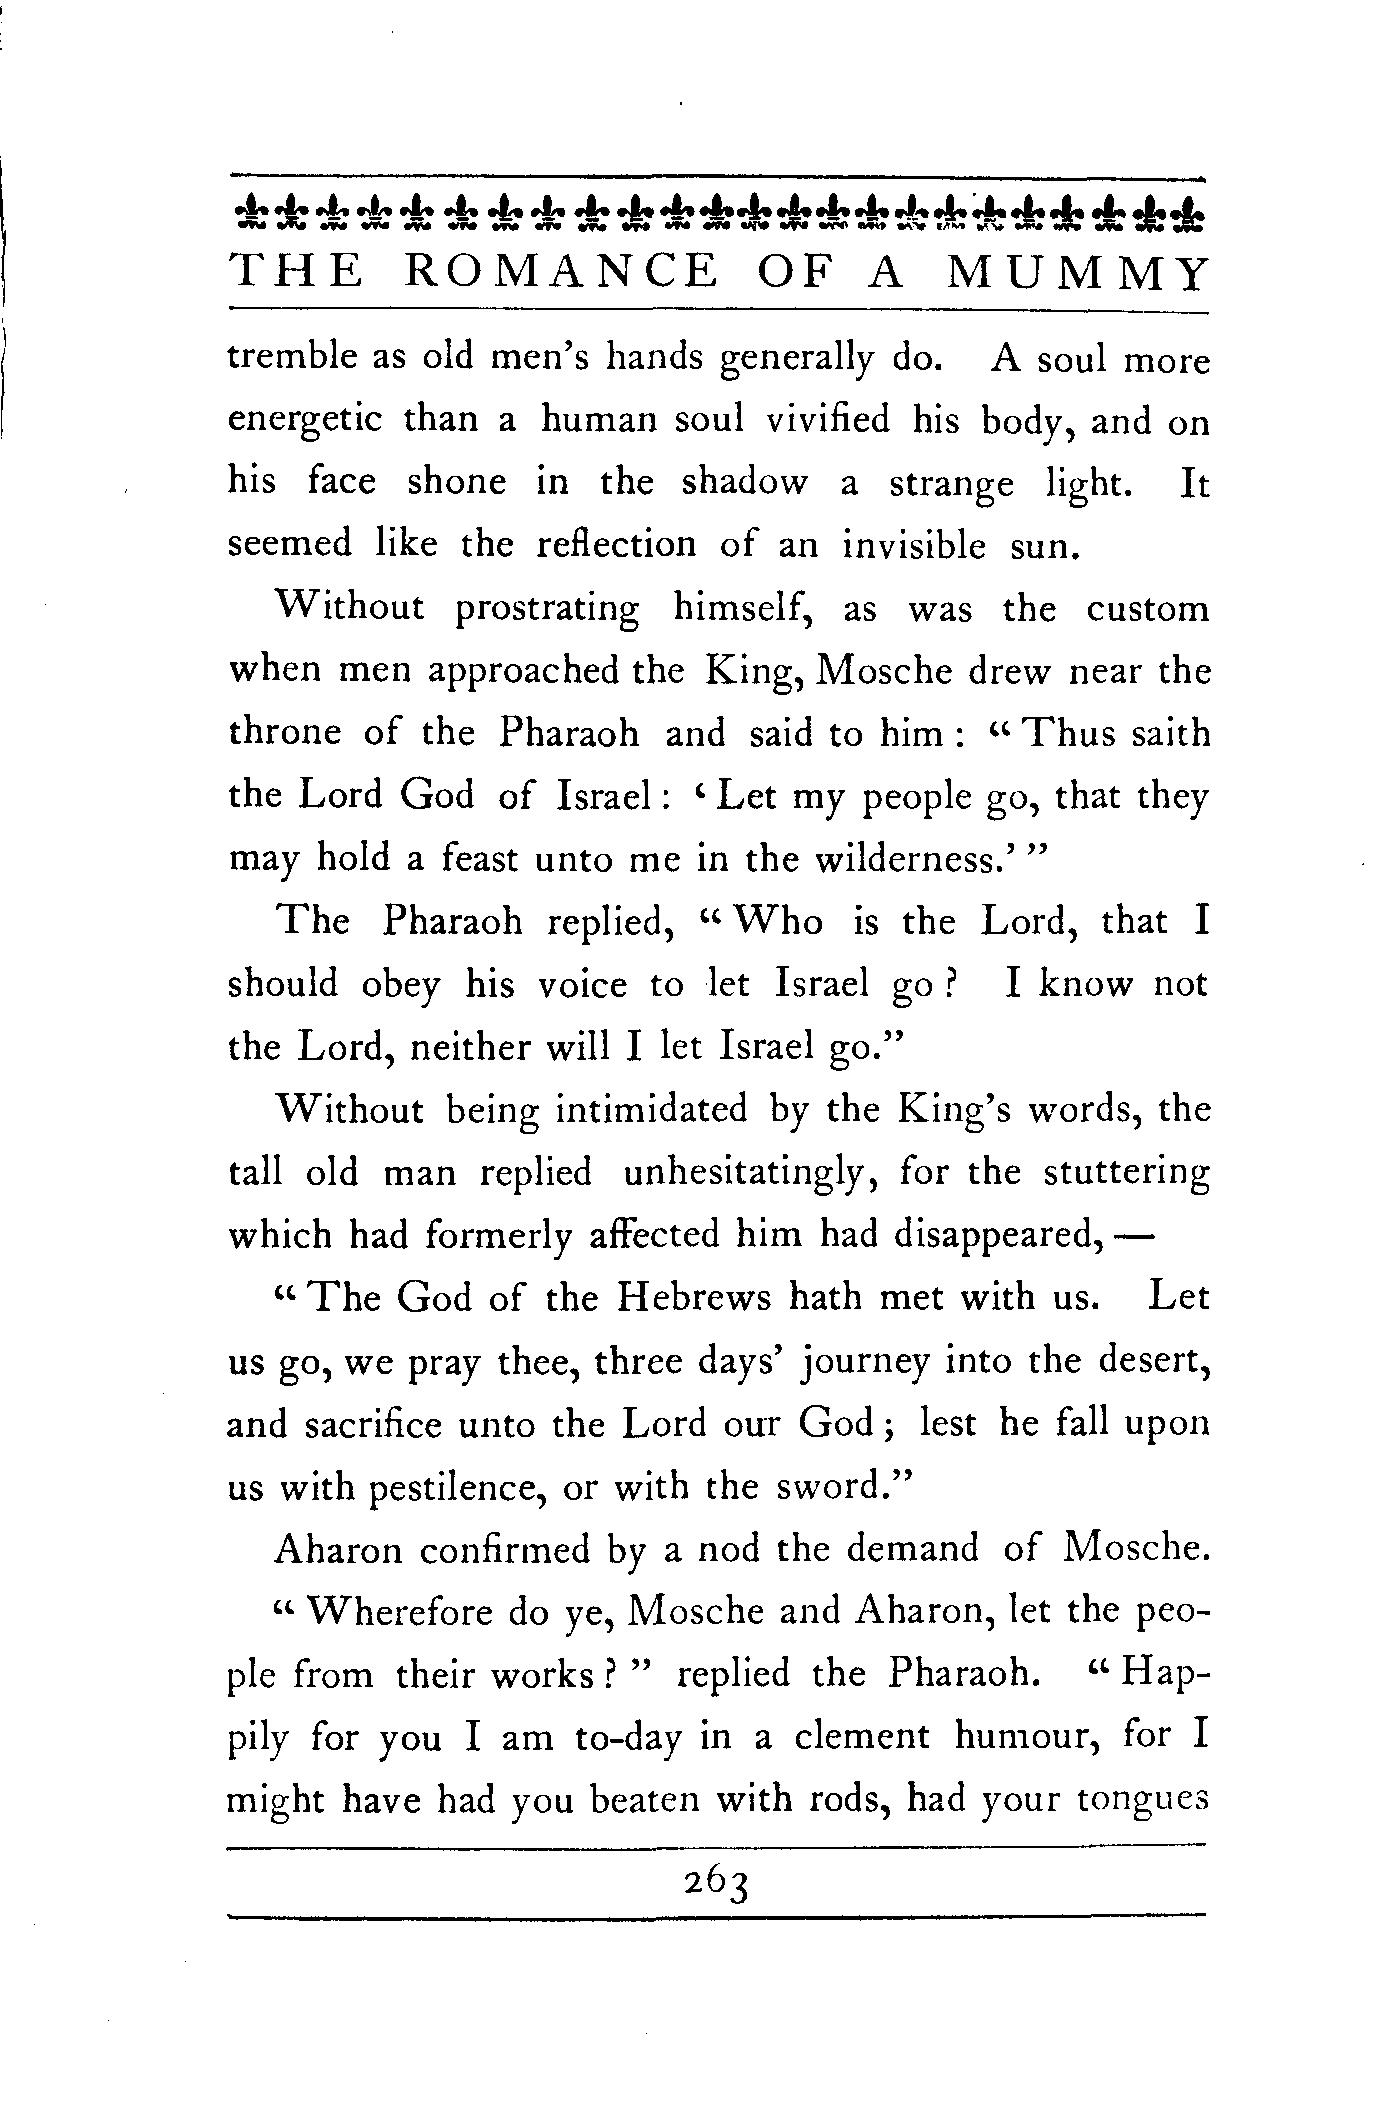 THE ROMANCE OF A MUMMY
tremble as old men's hands generally do. A soul more
energetic than a human soul vivified his body, and on
his face shone in the shadow a strange light. It
seemed like the reflection of an invisible sun.
Without prostrating himself, as was the custom
when men approached the King, Mosche drew near the
throne of the Pharaoh and said to him : “ Thus saith
the Lord God of Israel : ‘ Let my people go, that they
may hold a feast unto me in the wilderness.’ ”
The Pharaoh replied, “ Who is the Lord, that I
should obey his voice to let Israel go ? I know not
the Lord, neither will I let Israel go.”
Without being intimidated by the King's words, the
tall old man replied unhesitatingly, for the stuttering
which had formerly affected him had disappeared, —
“ The God of the Hebrews hath met with us. Let
us go, we pray thee, three days' journey into the desert,
and sacrifice unto the Lord our God ; lest he fall upon
us with pestilence, or with the sword.”
Aharon confirmed by a nod the demand of Mosche.
“ Wherefore do ye, Mosche and Aharon, let the peo-
ple from their works ? ” replied the Pharaoh. “ Hap-
pily for you I am to-day in a clement humour, for I
might have had you beaten with rods, had your tongues
263